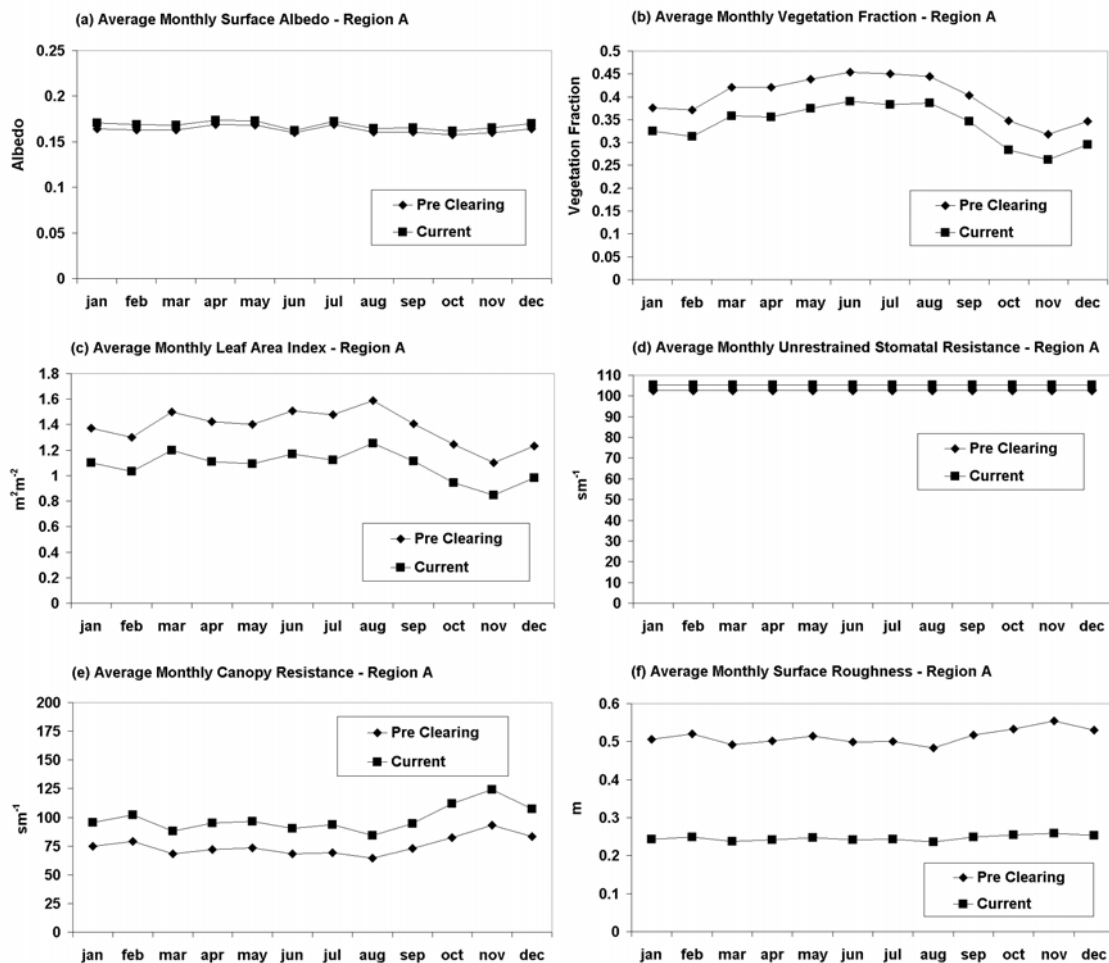 (a) Average Monthly Surface Albedo - Region A
0.25
0.2
0.15
0.1
0.05
0
Albedo
Pre Clearing
Current
jan feb mar apr may jun jul aug sep oct nov dec
(b) Average Monthly Vegetation Fraction - Region A
0.5
0.45
0.4
0.35
0.3
0.25
0.2
0.15
0.1
0.05
0
Vegetation Fraction
Pre Clearing
Current
jan feb mar apr may jun jul aug sep oct nov dec
(c) Average Monthly Leaf Area Index - Region A
1.8
1.6
1.4
1.2
1
0.8
0.6
0.4
0.2
0
m²m⁻²
Pre Clearing
Current
jan feb mar apr may jun jul aug sep oct nov dec
(d) Average Monthly Unrestrained Stomatal Resistance - Region A
110
100
90
80
70
60
50
40
30
20
10
0
sm⁻¹
Pre Clearing
Current
jan feb mar apr may jun jul aug sep oct nov dec
(e) Average Monthly Canopy Resistance - Region A
200
175
150
125
100
75
50
25
0
sm⁻¹
Pre Clearing
Current
jan feb mar apr may jun jul aug sep oct nov dec
(f) Average Monthly Surface Roughness - Region A
0.6
0.5
0.4
0.3
0.2
0.1
0
m
Pre Clearing
Current
jan feb mar apr may jun jul aug sep oct nov dec